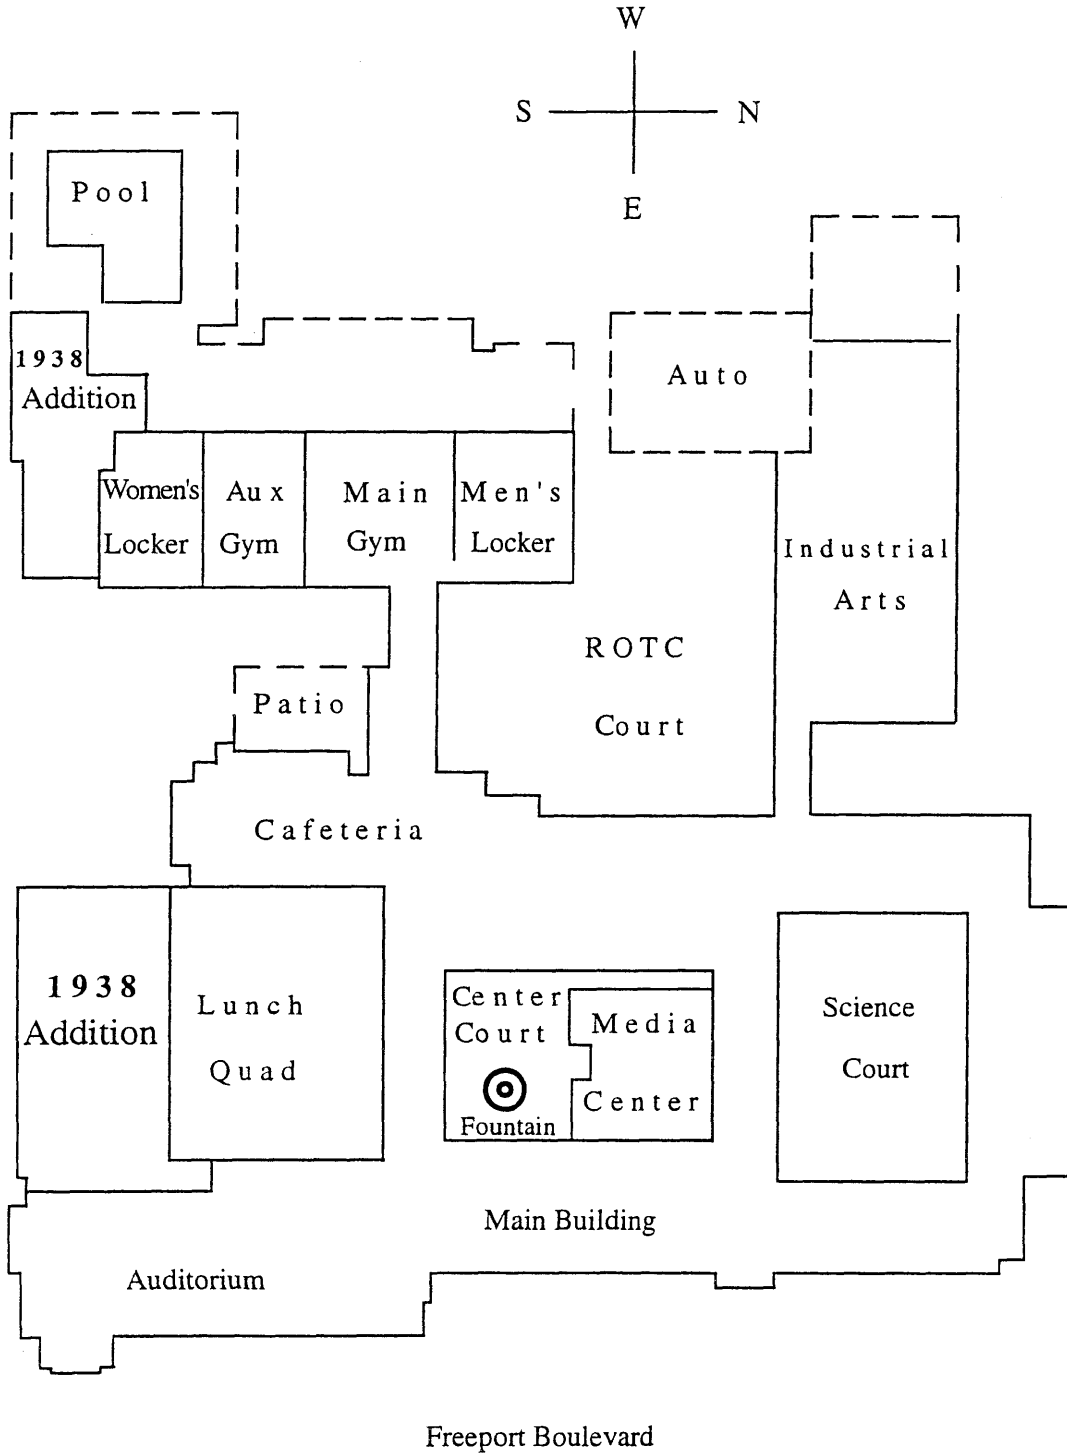 W
S N
E
Pool
1938
Addition
Auto
Women's
Locker
Aux
Gym
Main
Gym
Men's
Locker
Industrial
Arts
ROTC
Court
Patio
Cafeteria
1938
Addition
Lunch
Quad
Center
Court
Fountain
Media
Center
Science
Court
Main Building
Auditorium
Freeport Boulevard